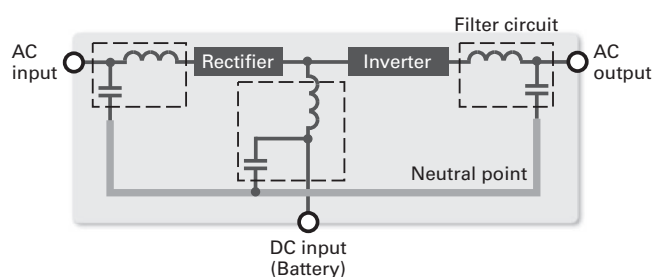 Filter circuit
AC
input
Rectifier
Inverter
AC
output
Neutral point
DC input
(Battery)